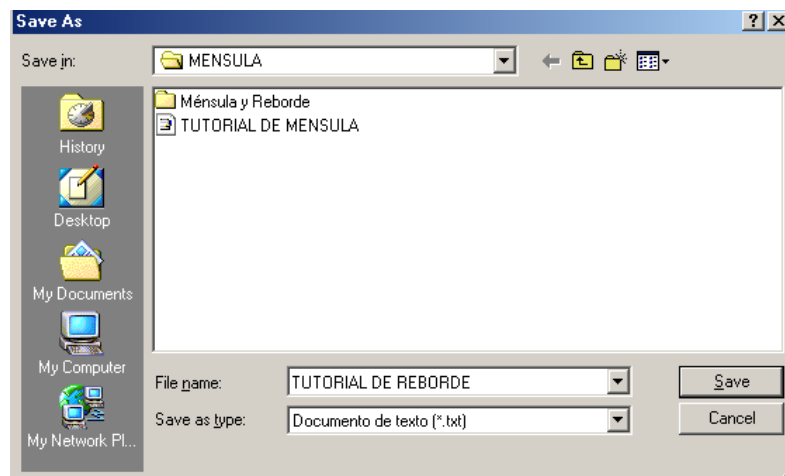 Save As
Save in:
MENSULA
Ménsula y Reborde
TUTORIAL DE MENSULA
History
Desktop
My Documents
My Computer
My Network Pl...
File name:
TUTORIAL DE REBORDE
Save
Save as type:
Documento de texto (*.txt)
Cancel